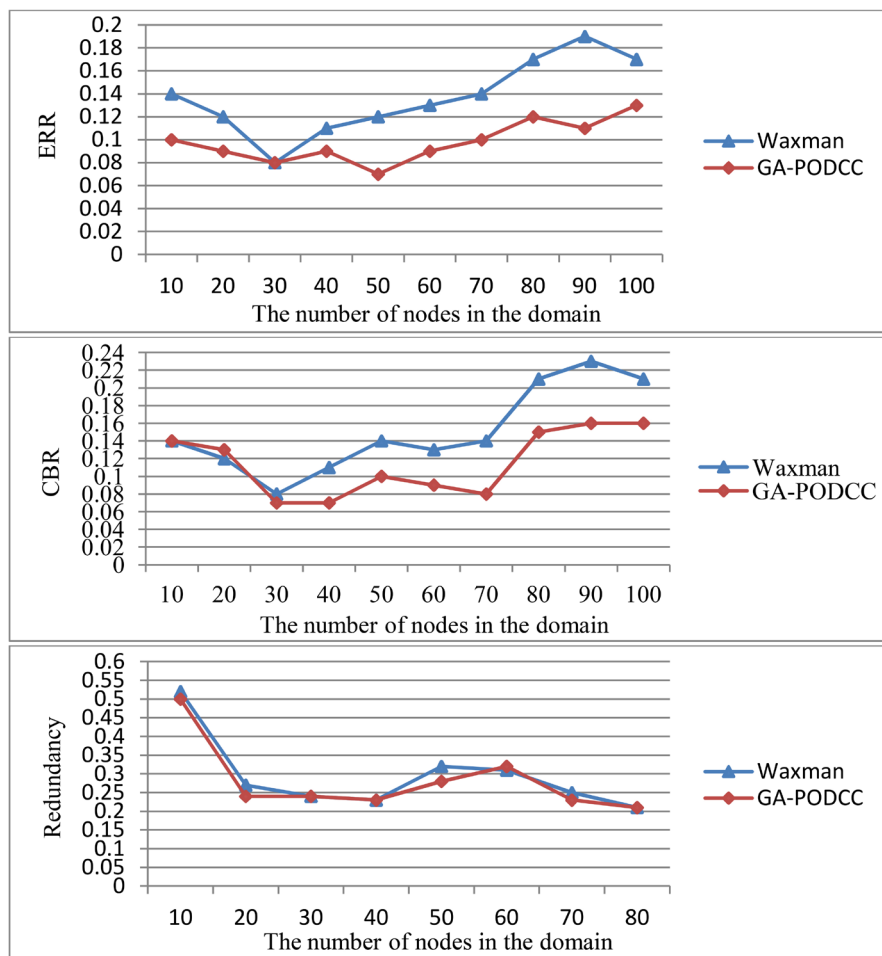 0.2
0.18
0.16
0.14
0.12
0.1
0.08
0.06
0.04
0.02
0
ERR
10 20 30 40 50 60 70 80 90 100
The number of nodes in the domain
Waxman
GA-PODCC
0.24
0.22
0.2
0.18
0.16
0.14
0.12
0.1
0.08
0.06
0.04
0.02
0
CBR
10 20 30 40 50 60 70 80 90 100
The number of nodes in the domain
Waxman
GA-PODCC
0.6
0.55
0.5
0.45
0.4
0.35
0.3
0.25
0.2
0.15
0.1
0.05
0
Redundancy
10 20 30 40 50 60 70 80
The number of nodes in the domain
Waxman
GA-PODCC